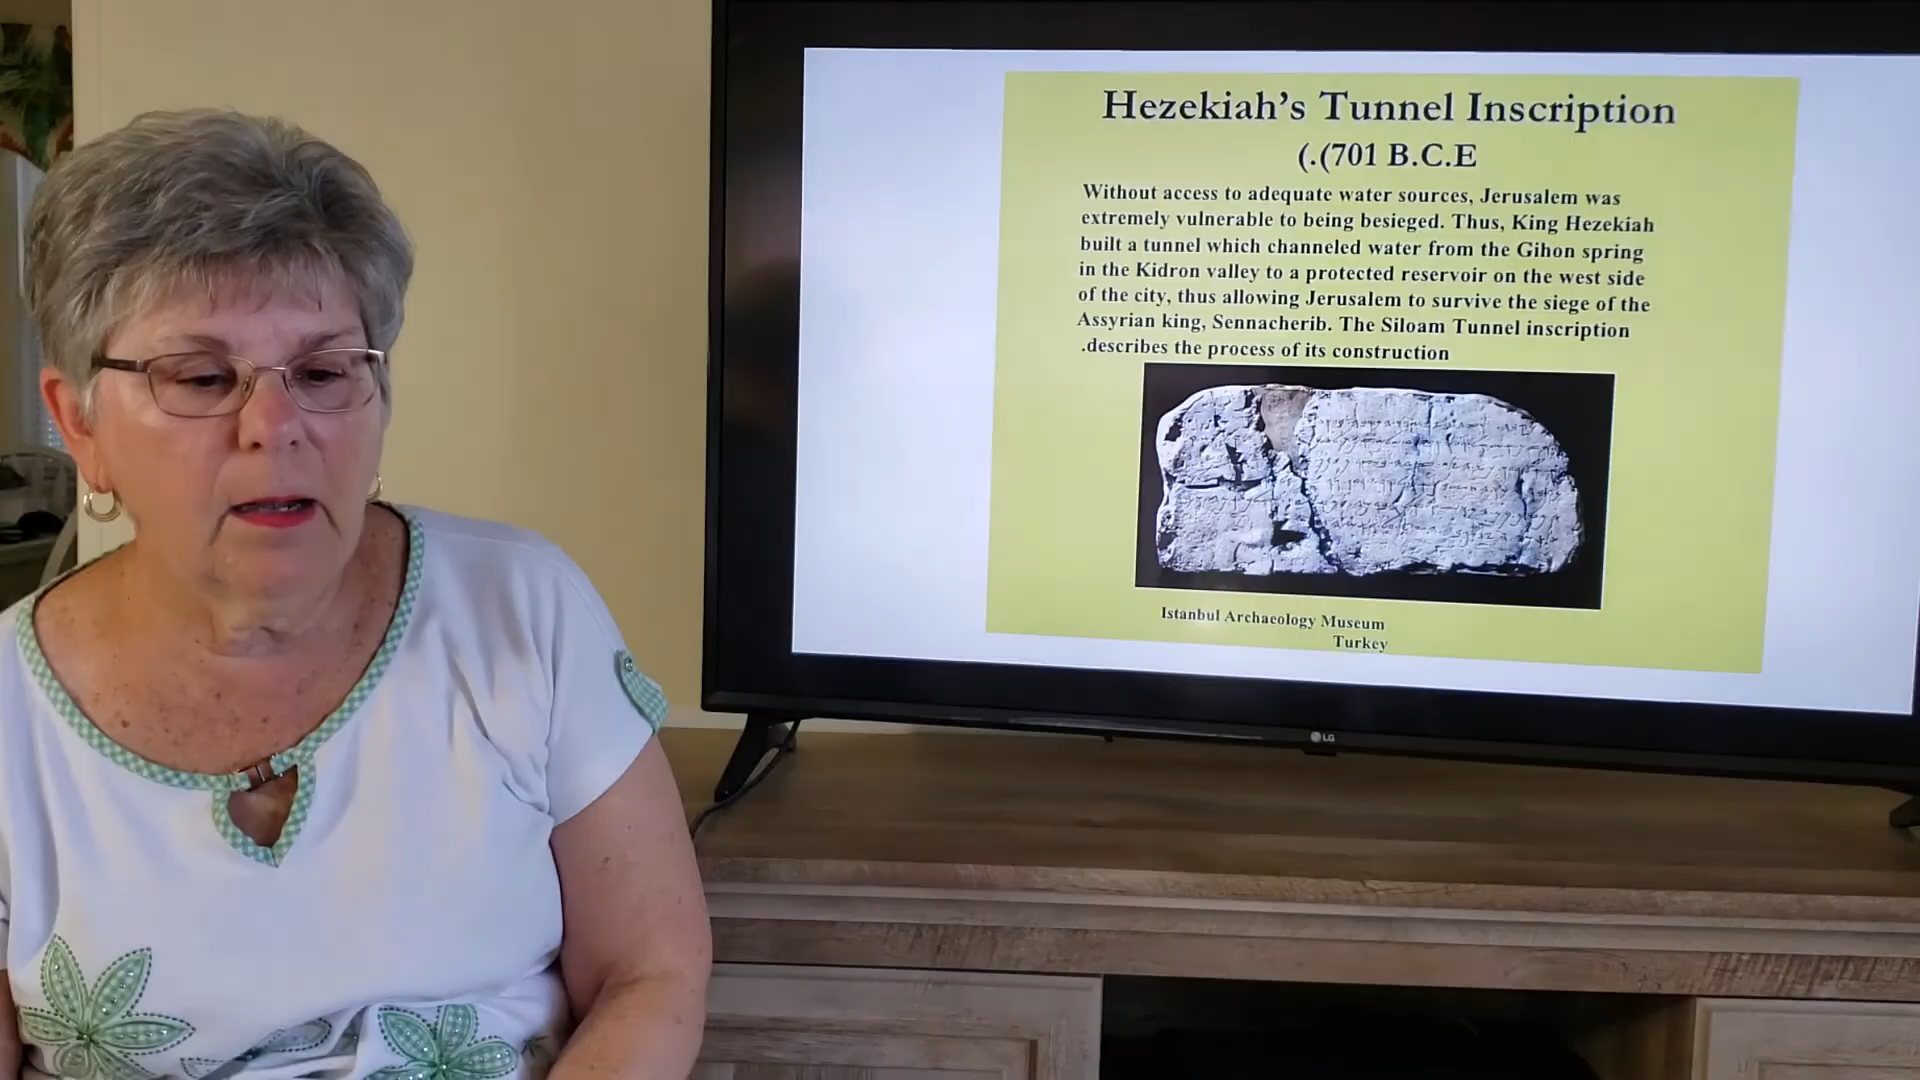 Hezekiah's Tunnel Inscription
(.(701 B.C.E
Without access to adequate water sources, Jerusalem was
extremely vulnerable to being besieged. Thus, King Hezekiah
built a tunnel which channeled water from the Gihon spring
in the Kidron valley to a protected reservoir on the west side
of the city, thus allowing Jerusalem to survive the siege of the
Assyrian king, Sennacherib. The Siloam Tunnel inscription
.describes the process of its construction
Istanbul Archaeology Museum
Turkey
LG